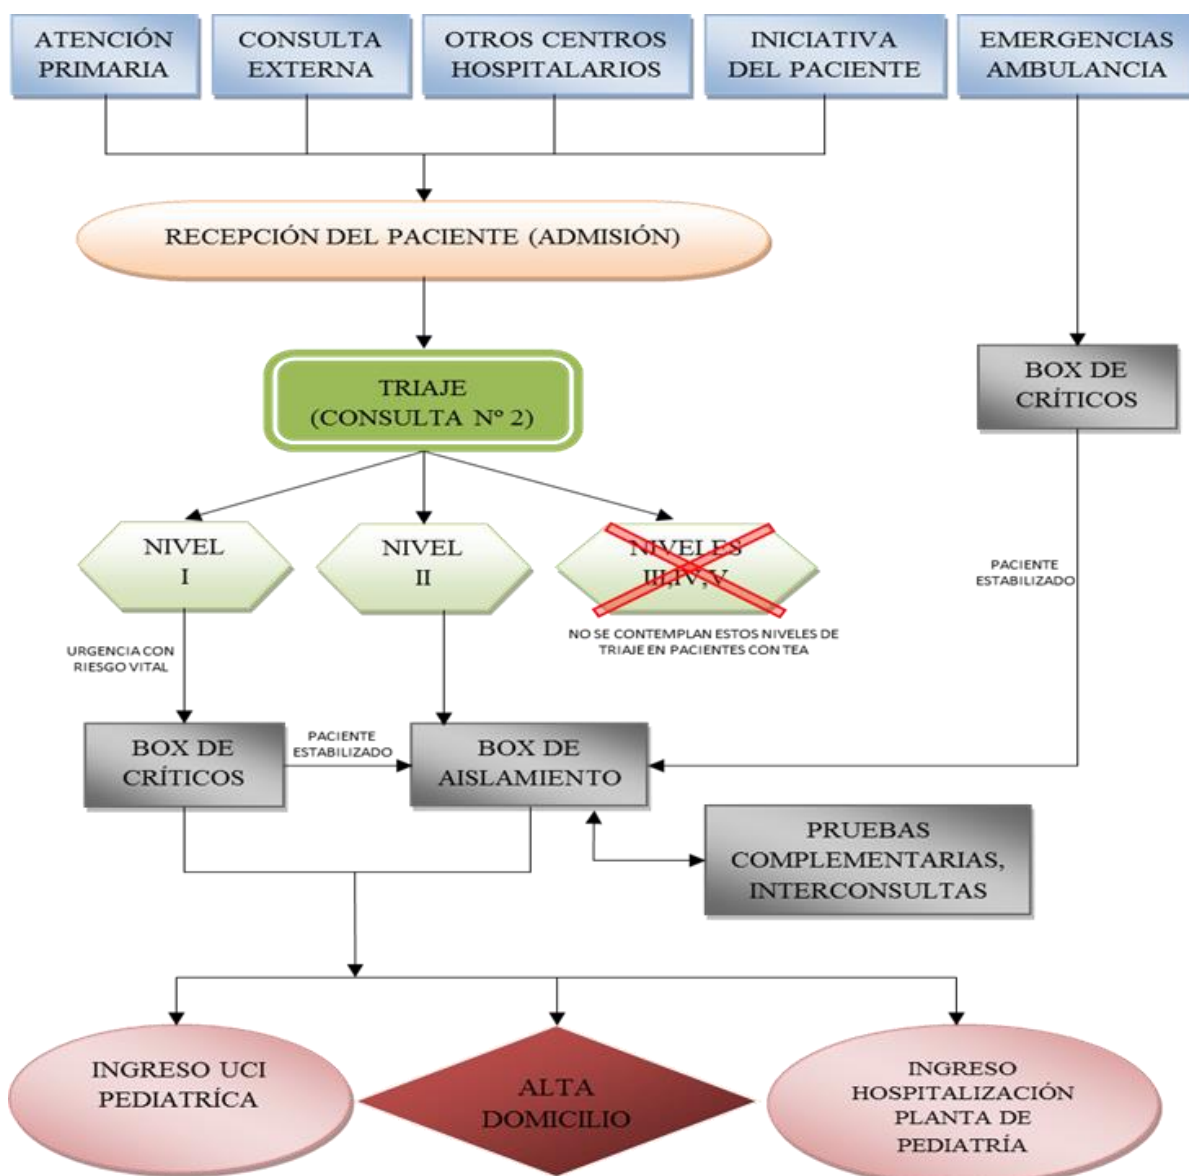 ATENCIÓN
PRIMARIA
CONSULTA
EXTERNA
OTROS CENTROS
HOSPITALARIOS
INICIATIVA
DEL PACIENTE
EMERGENCIAS
AMBULANCIA
RECEPCIÓN DEL PACIENTE (ADMISIÓN)
TRIAJE
(CONSULTA Nº 2)
BOX DE
CRÍTICOS
NIVEL
I
NIVEL
II
NIVELES
III,IV,V
PACIENTE
ESTABILIZADO
NO SE CONTEMPLAN ESTOS NIVELES DE
TRIAJE EN PACIENTES CON TEA
URGENCIA CON
RIESGO VITAL
BOX DE
CRÍTICOS
PACIENTE
ESTABILIZADO
BOX DE
AISLAMIENTO
PRUEBAS
COMPLEMENTARIAS,
INTERCONSULTAS
INGRESO UCI
PEDIATRÍCA
ALTA
DOMICILIO
INGRESO
HOSPITALIZACIÓN
PLANTA DE
PEDIATRÍA